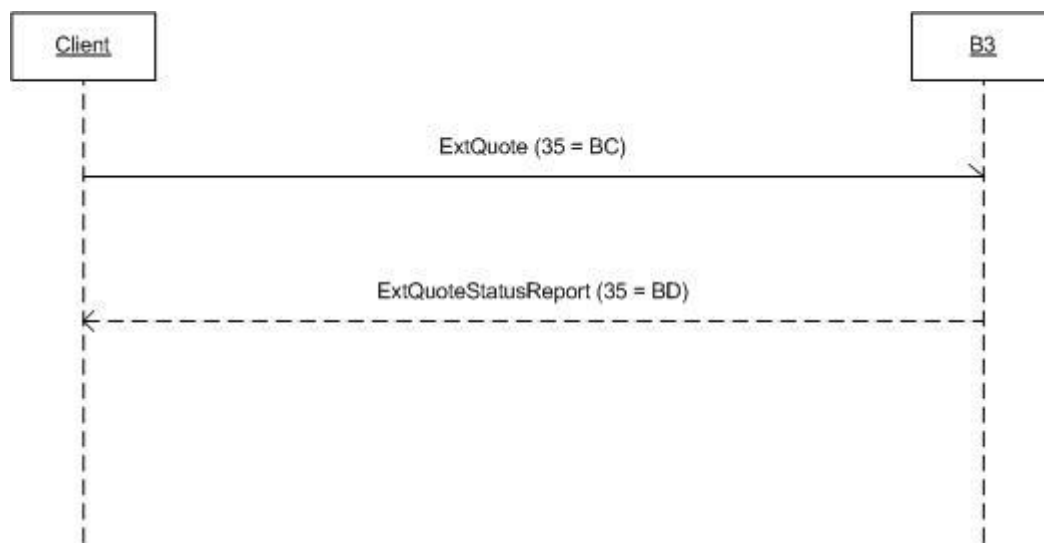 Client
B3
ExtQuote (35 = BC)
ExtQuoteStatusReport (35 = BD)